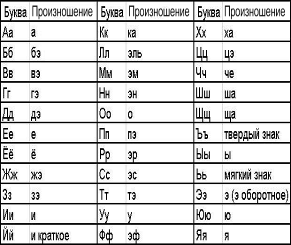 Буква Произношение Буква Произношение Буква Произношение
Аа а Кк ка Хх ха
Бб бэ Лл эль Цц цэ
Вв вэ Мм эм Чч че
Гг гэ Нн эн Шш ша
Дд дэ Оо о Щщ ща
Ее е Пп пэ Ъъ твердый знак
Ёё ё Рр эр Ыы ы
Жж жэ Сс эс Ьь мягкий знак
Зз зэ Тт тэ Ээ э (э оборотное)
Ии и Уу у Юю ю
Йй и краткое Фф эф Яя я